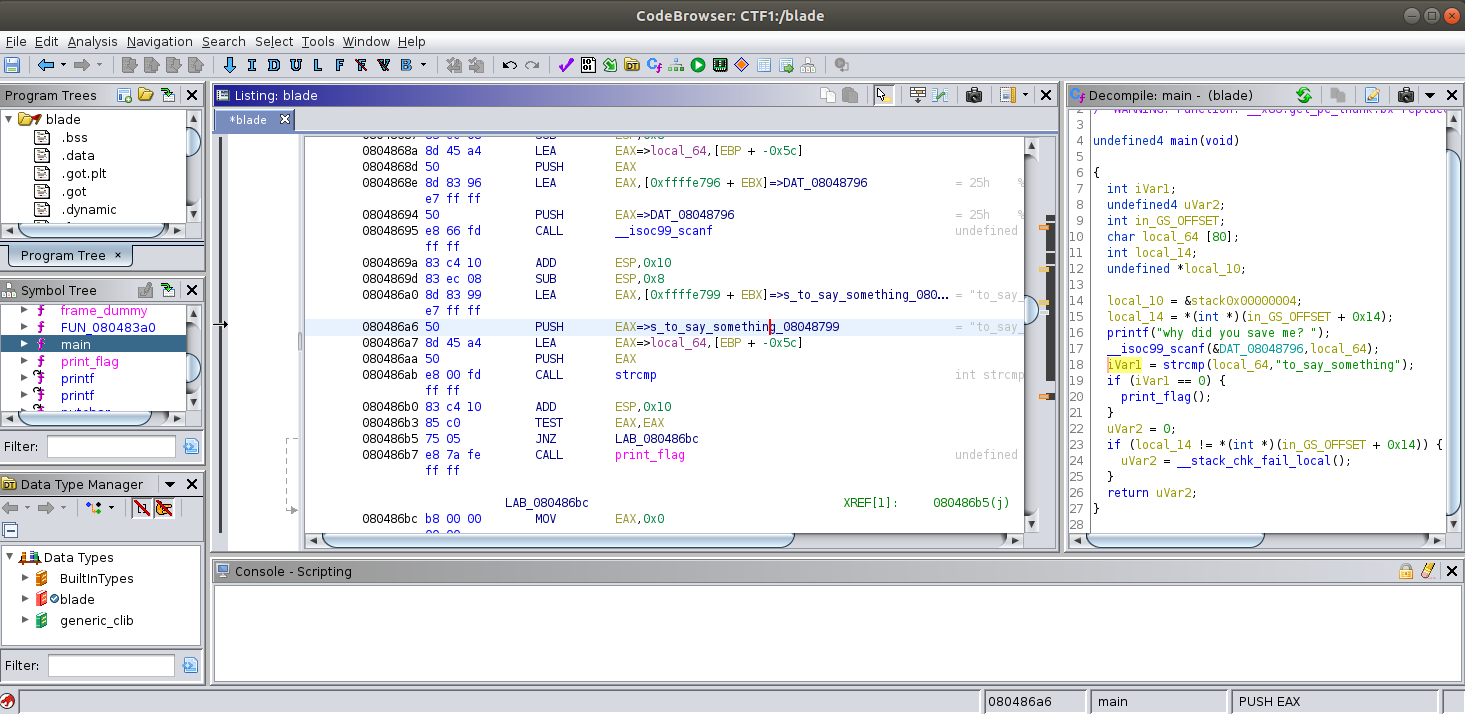 CodeBrowser: CTF1:/blade
File Edit Analysis Navigation Search Select Tools Window Help
I D U L F B
Program Trees
blade
.bss
.data
.got.plt
.got
.dynamic
Program Tree ×
Symbol Tree
frame_dummy
FUN_080483a0
main
print_flag
printf
printf
putchar
Filter:
Data Type Manager
Data Types
BuiltInTypes
blade
generic_clib
Filter:
Listing: blade
*blade
0804868a 8d 45 a4 LEA EAX=>local_64,[EBP + -0x5c]
0804868d 50 PUSH EAX
0804868e 8d 83 96 LEA EAX,[0xffffe796 + EBX]=>DAT_08048796 = 25h %
e7 ff ff
08048694 50 PUSH EAX=>DAT_08048796 = 25h %
08048695 e8 66 fd CALL __isoc99_scanf undefined
ff ff
0804869a 83 c4 10 ADD ESP,0x10
0804869d 83 ec 08 SUB ESP,0x8
080486a0 8d 83 99 LEA EAX,[0xffffe799 + EBX]=>s_to_say_something_080... = "to_say_
e7 ff ff
080486a6 50 PUSH EAX=>s_to_say_something_08048799 = "to_say_
080486a7 8d 45 a4 LEA EAX=>local_64,[EBP + -0x5c]
080486aa 50 PUSH EAX
080486ab e8 00 fd CALL strcmp int strcmp
ff ff
080486b0 83 c4 10 ADD ESP,0x10
080486b3 85 c0 TEST EAX,EAX
080486b5 75 05 JNZ LAB_080486bc
080486b7 e8 7a fe CALL print_flag undefined
ff ff
LAB_080486bc XREF[1]: 080486b5(j)
080486bc b8 00 00 MOV EAX,0x0
Decompile: main - (blade)
3
4 undefined4 main(void)
5
6 {
7 int iVar1;
8 undefined4 uVar2;
9 int in_GS_OFFSET;
10 char local_64 [80];
11 int local_14;
12 undefined *local_10;
13
14 local_10 = &stack0x00000004;
15 local_14 = *(int *)(in_GS_OFFSET + 0x14);
16 printf("why did you save me? ");
17 __isoc99_scanf(&DAT_08048796,local_64);
18 iVar1 = strcmp(local_64,"to_say_something");
19 if (iVar1 == 0) {
20 print_flag();
21 }
22 uVar2 = 0;
23 if (local_14 != *(int *)(in_GS_OFFSET + 0x14)) {
24 uVar2 = __stack_chk_fail_local();
25 }
26 return uVar2;
27 }
28
Console - Scripting
080486a6 main PUSH EAX